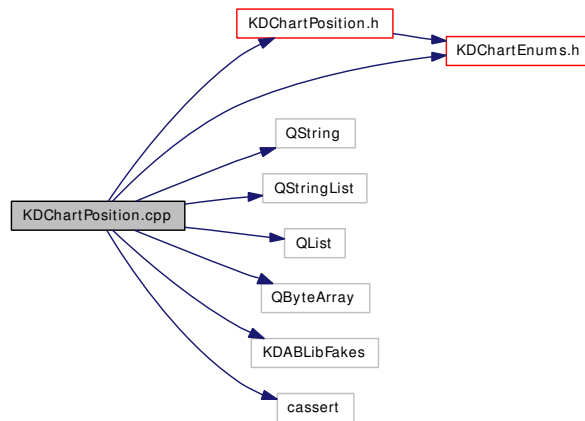 KDChartPosition.h
KDChartEnums.h
QString
QStringList
KDChartPosition.cpp
QList
QByteArray
KDABLibFakes
cassert